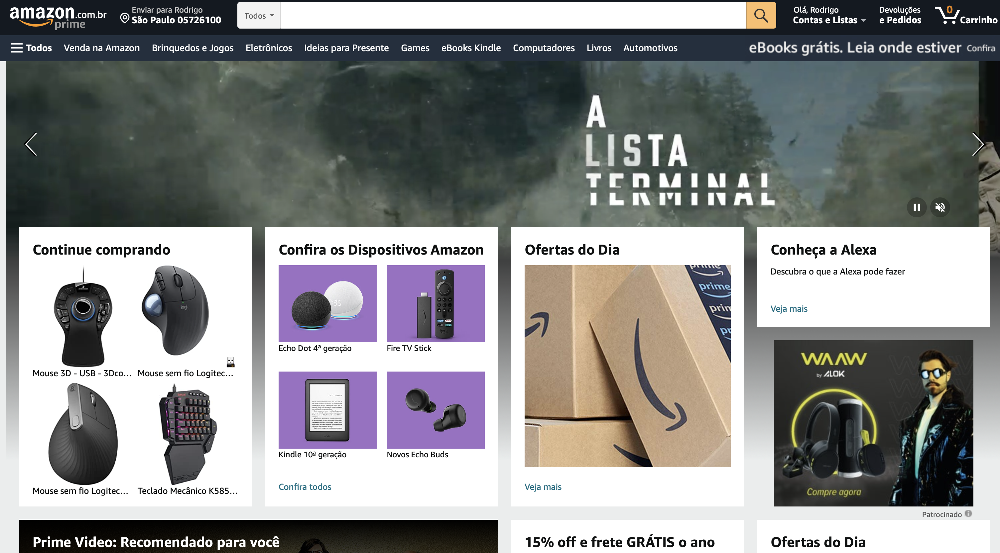 amazon.com.br
prime
Enviar para Rodrigo
São Paulo 05726100
Todos
Olá, Rodrigo
Contas e Listas
Devoluções
e Pedidos
0
Carrinho
Todos
Venda na Amazon
Brinquedos e Jogos
Eletrônicos
Ideias para Presente
Games
eBooks Kindle
Computadores
Livros
Automotivos
eBooks grátis. Leia onde estiver
Confira
A
LISTA
TERMINAL
Continue comprando
logi
Mouse 3D - USB - 3Dco...
Mouse sem fio Logitec...
Mouse sem fio Logitec...
Teclado Mecânico K585...
Confira os Dispositivos Amazon
Echo Dot 4ª geração
Fire TV Stick
CAPÍTULO UM
kindle
Kindle 10ª geração
Novos Echo Buds
Confira todos
Ofertas do Dia
prime
prime
Veja mais
Conheça a Alexa
Descubra o que a Alexa pode fazer
Veja mais
WAAW
by ALOK
Compre agora
Patrocinado
Prime Video: Recomendado para você
15% off e frete GRÁTIS o ano
Ofertas do Dia